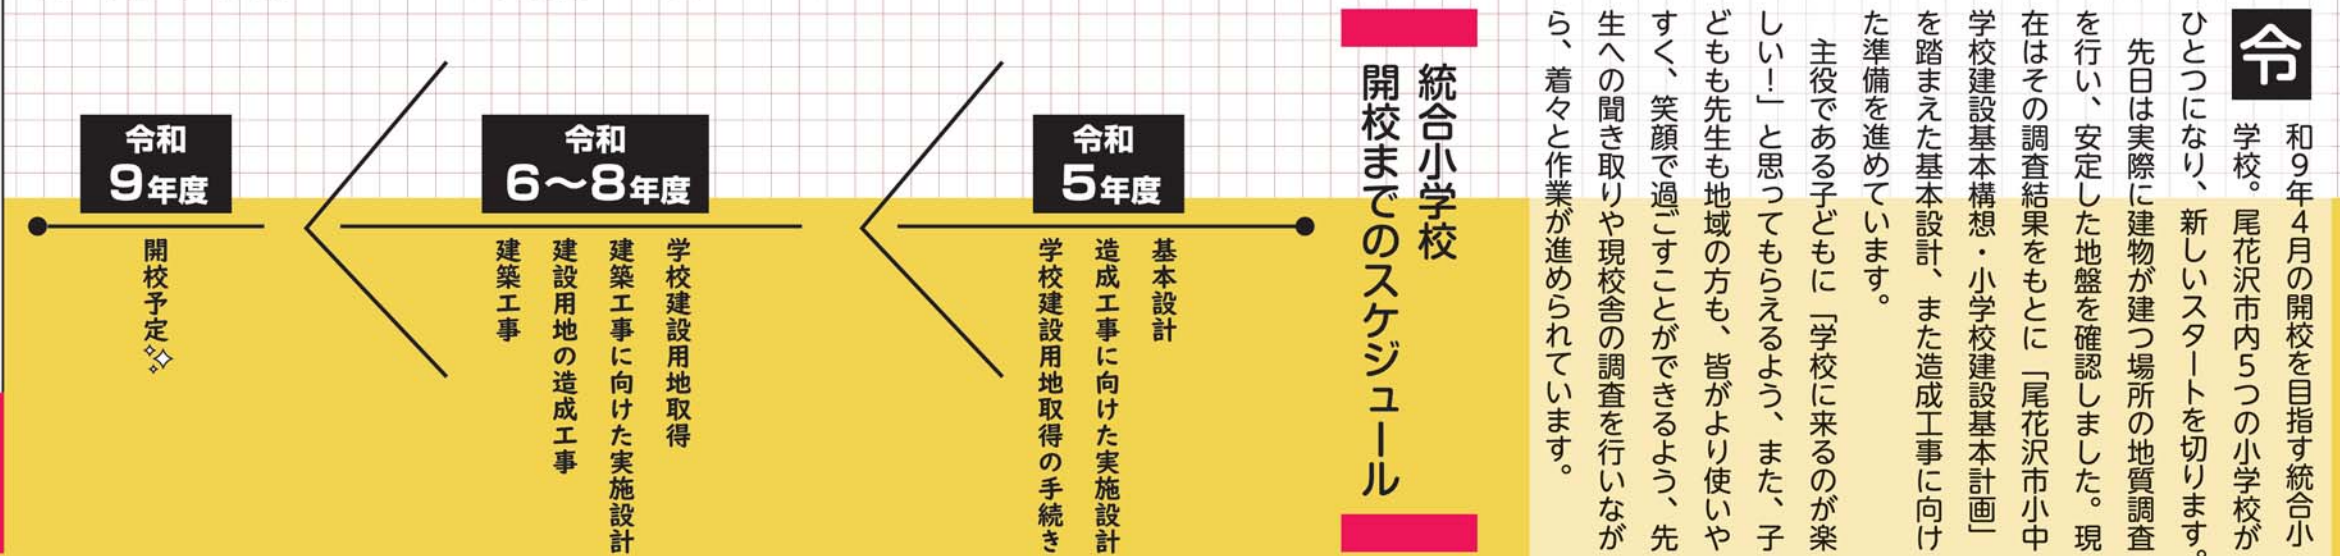 令
和9年4月の開校を目指す統合小
学校。尾花沢市内5つの小学校が
ひとつになり、新しいスタートを切ります。
先日は実際に建物が建つ場所の地質調査
を行い、安定した地盤を確認しました。現
在はその調査結果をもとに「尾花沢市小中
学校建設基本構想・小学校建設基本計画」
を踏まえた基本設計、また造成工事に向け
た準備を進めています。
主役である子どもに「学校に来るのが楽
しい!」と思ってもらえるよう、また、子
どもも先生も地域の方も、皆がより使いや
すく、笑顔で過ごすことができるよう、先
生への聞き取りや現校舎の調査を行いなが
ら、着々と作業が進められています。
統合小学校
開校までのスケジュール
令和
5年度
基本設計
造成工事に向けた実施設計
学校建設用地取得の手続き
令和
6〜8年度
学校建設用地取得
建築工事に向けた実施設計
建設用地の造成工事
建築工事
令和
9年度
開校予定